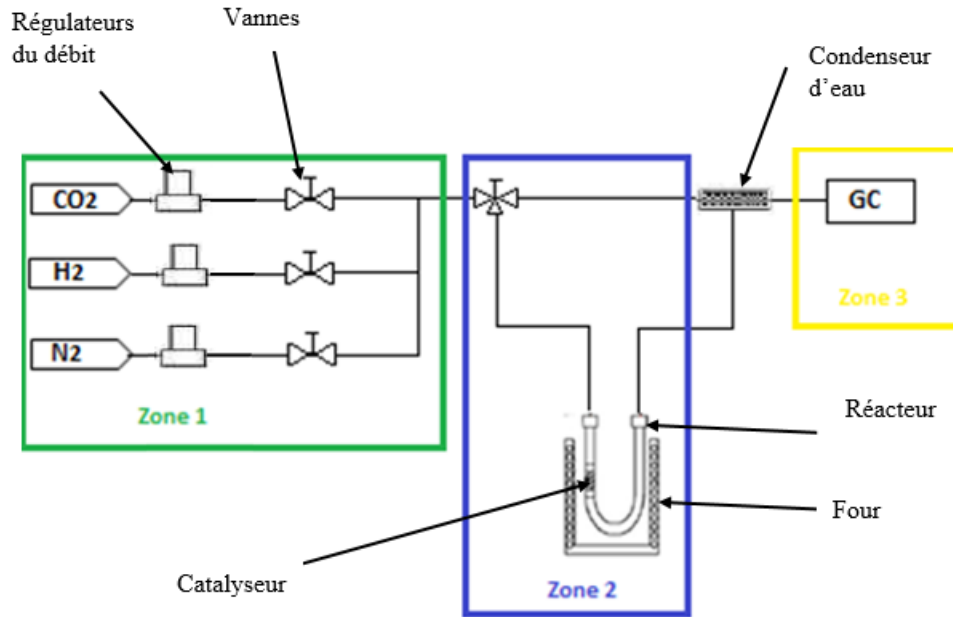 Régulateurs
du débit
Vannes
Condenseur
d'eau
CO2
GC
H2
Zone 3
N2
Zone 1
Réacteur
Four
Catalyseur
Zone 2